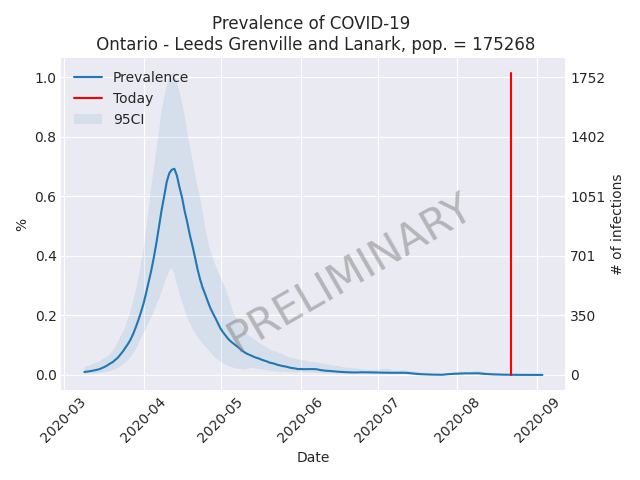 Prevalence of COVID-19
Ontario - Leeds Grenville and Lanark, pop. = 175268
Prevalence
Today
95CI
1.0
0.8
0.6
0.4
0.2
0.0
%
1752
1402
1051
701
350
0
# of infections
PRELIMINARY
2020-03
2020-04
2020-05
2020-06
2020-07
2020-08
2020-09
Date